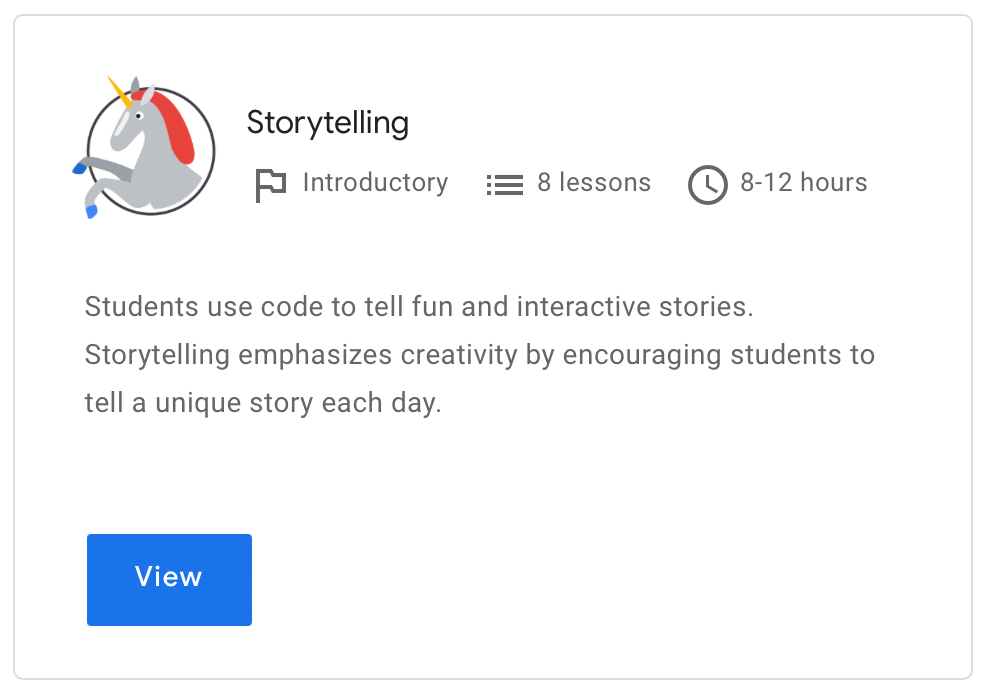 Storytelling
Introductory 8 lessons 8-12 hours
Students use code to tell fun and interactive stories.
Storytelling emphasizes creativity by encouraging students to
tell a unique story each day.
View